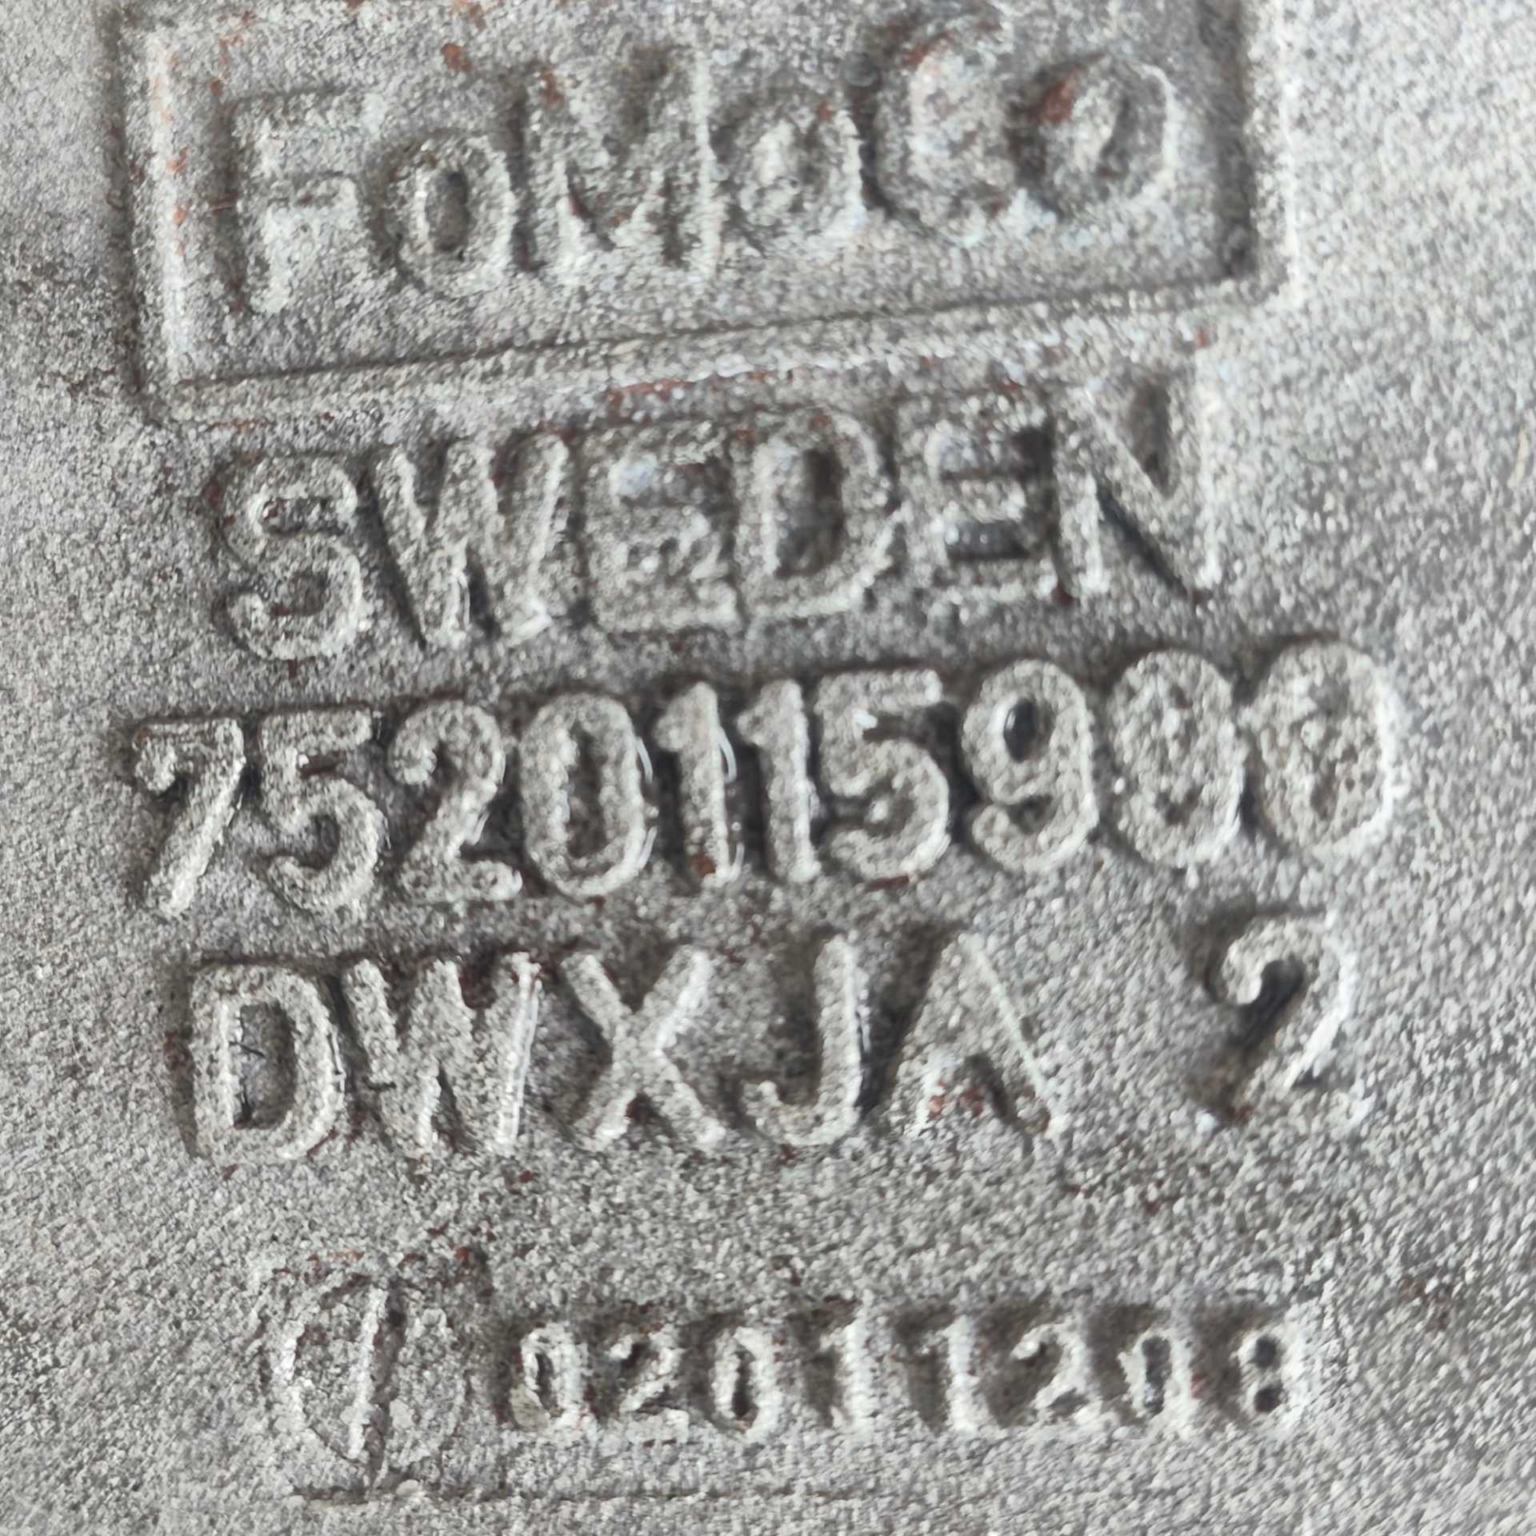 FoMoCo
SWEDEN
7520115900
DWXJA 2
02011208